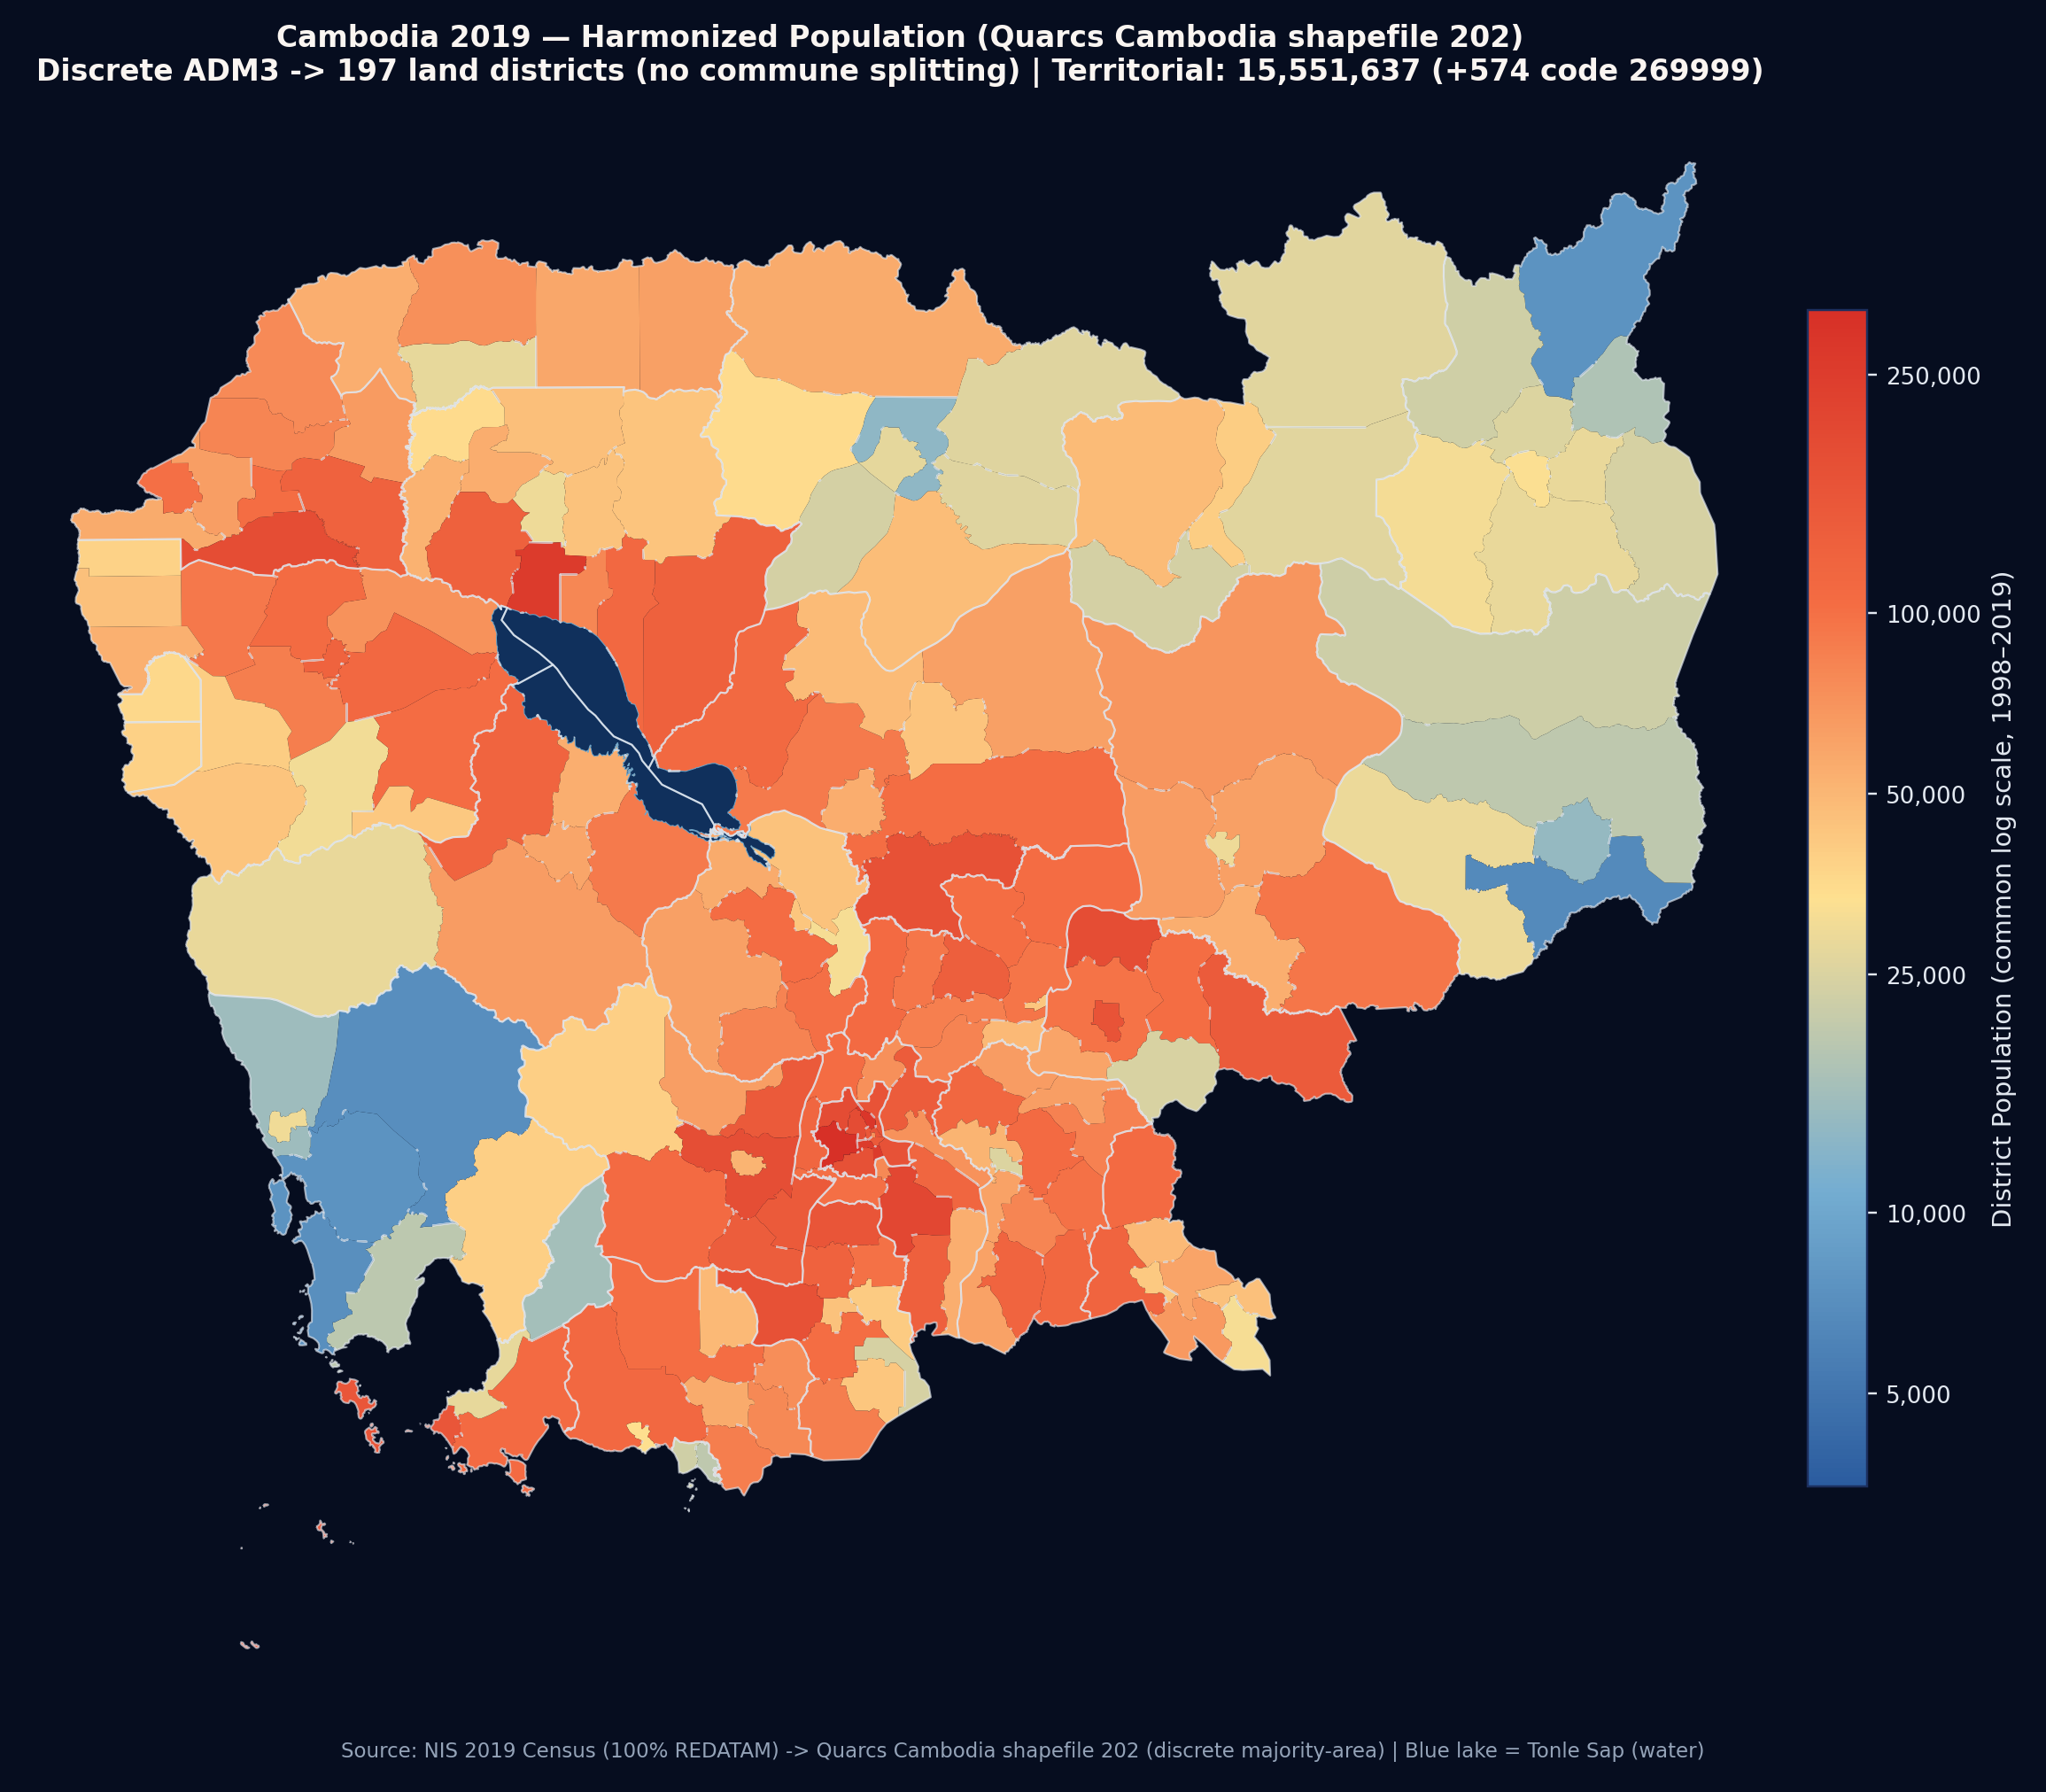 Cambodia 2019 — Harmonized Population (Quarcs Cambodia shapefile 202)
Discrete ADM3 -> 197 land districts (no commune splitting) | Territorial: 15,551,637 (+574 code 269999)
250,000
100,000
50,000
25,000
10,000
5,000
District Population (common log scale, 1998–2019)
Source: NIS 2019 Census (100% REDATAM) -> Quarcs Cambodia shapefile 202 (discrete majority-area) | Blue lake = Tonle Sap (water)